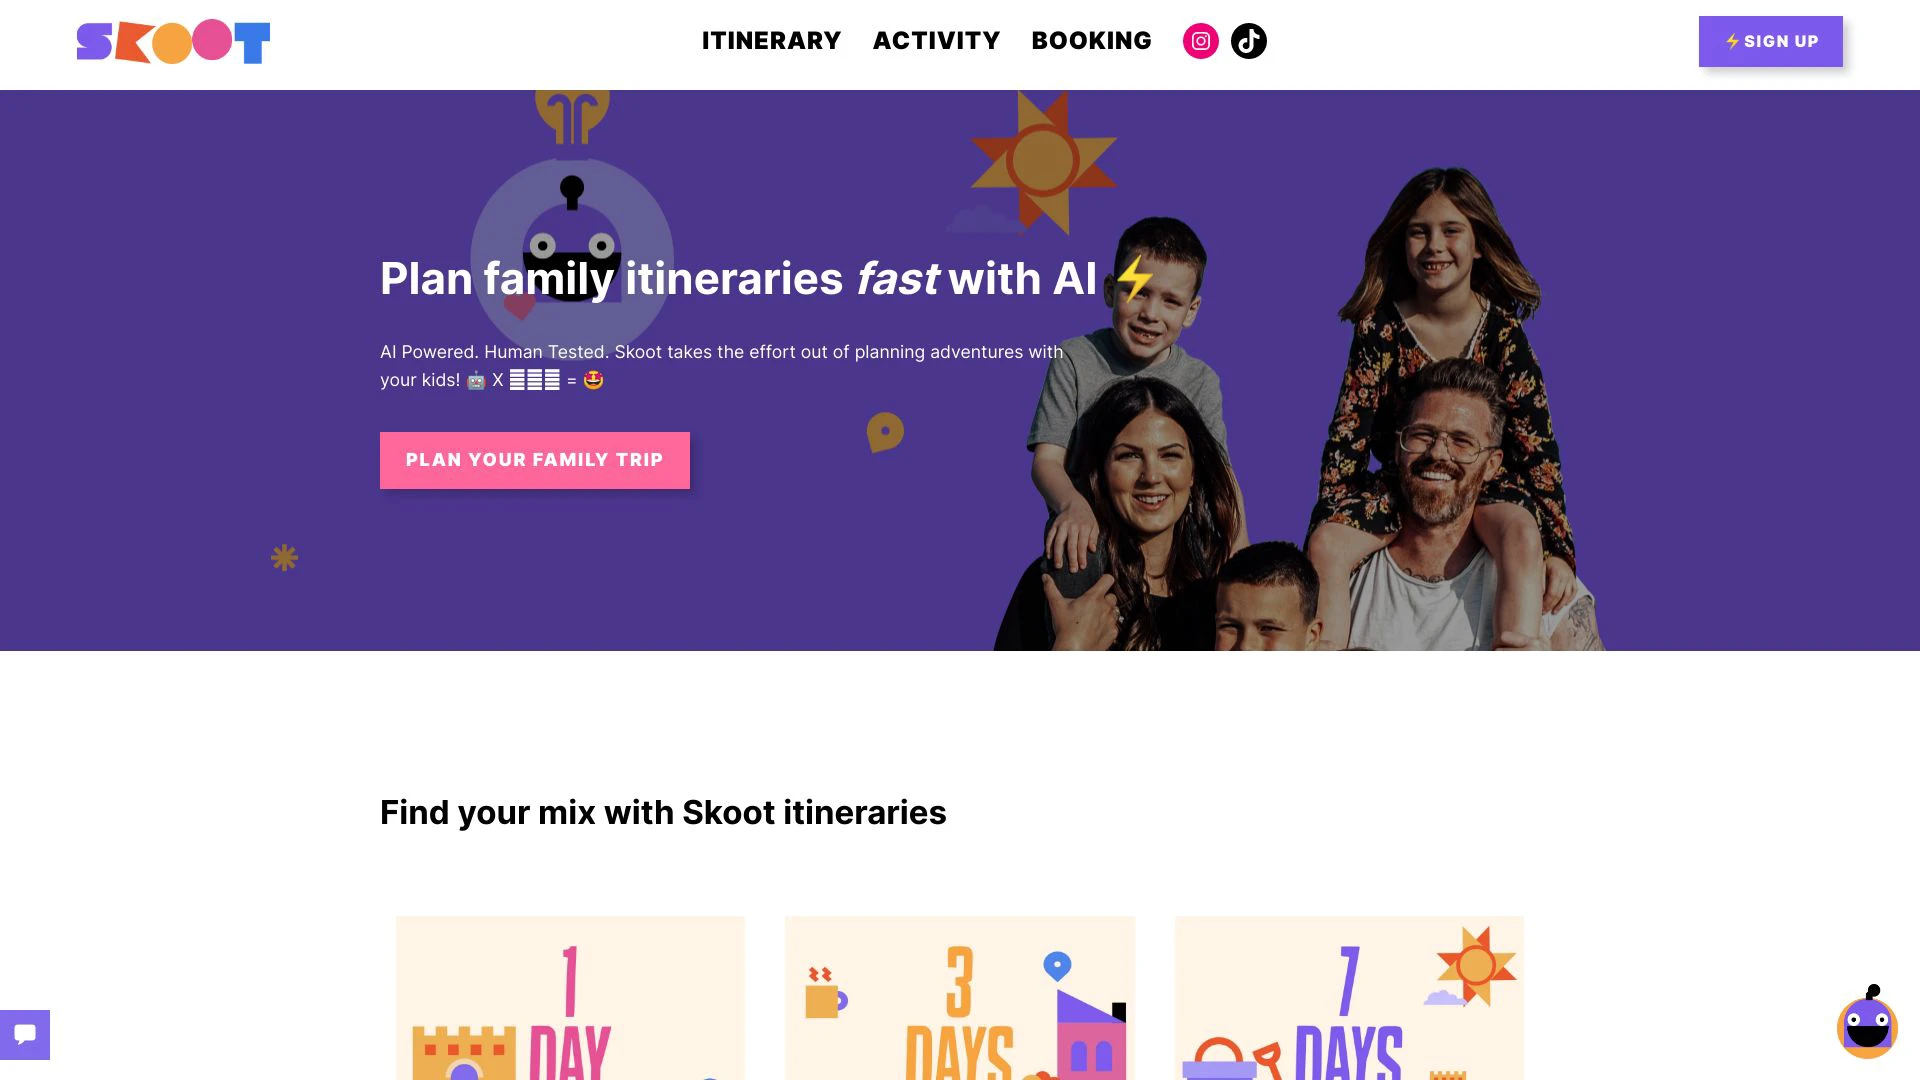 SKOOT
ITINERARY
ACTIVITY
BOOKING
⚡SIGN UP
Plan family itineraries fast with AI ⚡
AI Powered. Human Tested. Skoot takes the effort out of planning adventures with
your kids! 🤖 X = 🤩
PLAN YOUR FAMILY TRIP
Find your mix with Skoot itineraries
1
DAY
3
DAYS
7
DAYS